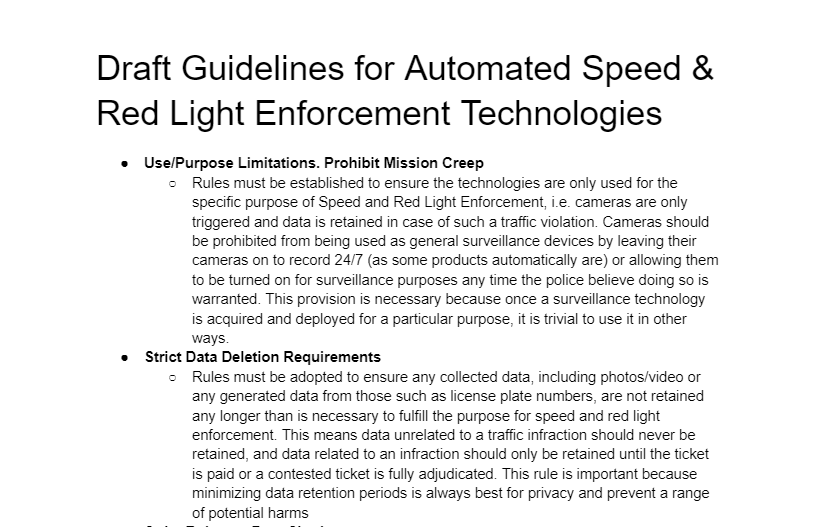 Draft Guidelines for Automated Speed &
Red Light Enforcement Technologies
● Use/Purpose Limitations. Prohibit Mission Creep
○ Rules must be established to ensure the technologies are only used for the
specific purpose of Speed and Red Light Enforcement, i.e. cameras are only
triggered and data is retained in case of such a traffic violation. Cameras should
be prohibited from being used as general surveillance devices by leaving their
cameras on to record 24/7 (as some products automatically are) or allowing them
to be turned on for surveillance purposes any time the police believe doing so is
warranted. This provision is necessary because once a surveillance technology
is acquired and deployed for a particular purpose, it is trivial to use it in other
ways.
● Strict Data Deletion Requirements
○ Rules must be adopted to ensure any collected data, including photos/video or
any generated data from those such as license plate numbers, are not retained
any longer than is necessary to fulfill the purpose for speed and red light
enforcement. This means data unrelated to a traffic infraction should never be
retained, and data related to an infraction should only be retained until the ticket
is paid or a contested ticket is fully adjudicated. This rule is important because
minimizing data retention periods is always best for privacy and prevent a range
of potential harms